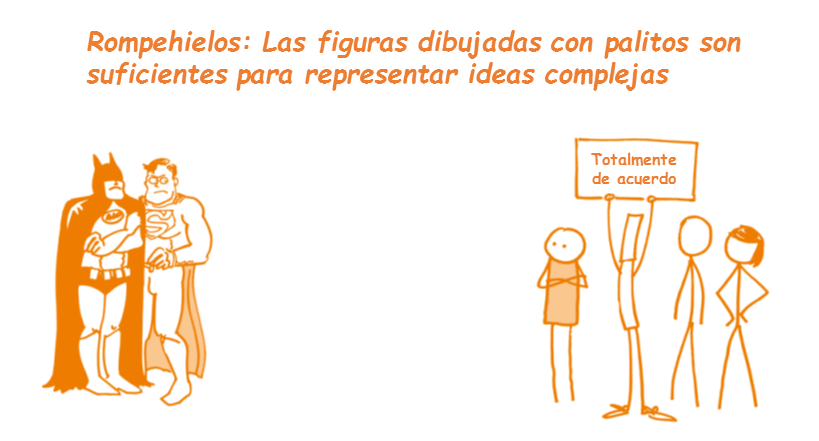 Rompehielos: Las figuras dibujadas con palitos son
suficientes para representar ideas complejas
Totalmente
de acuerdo